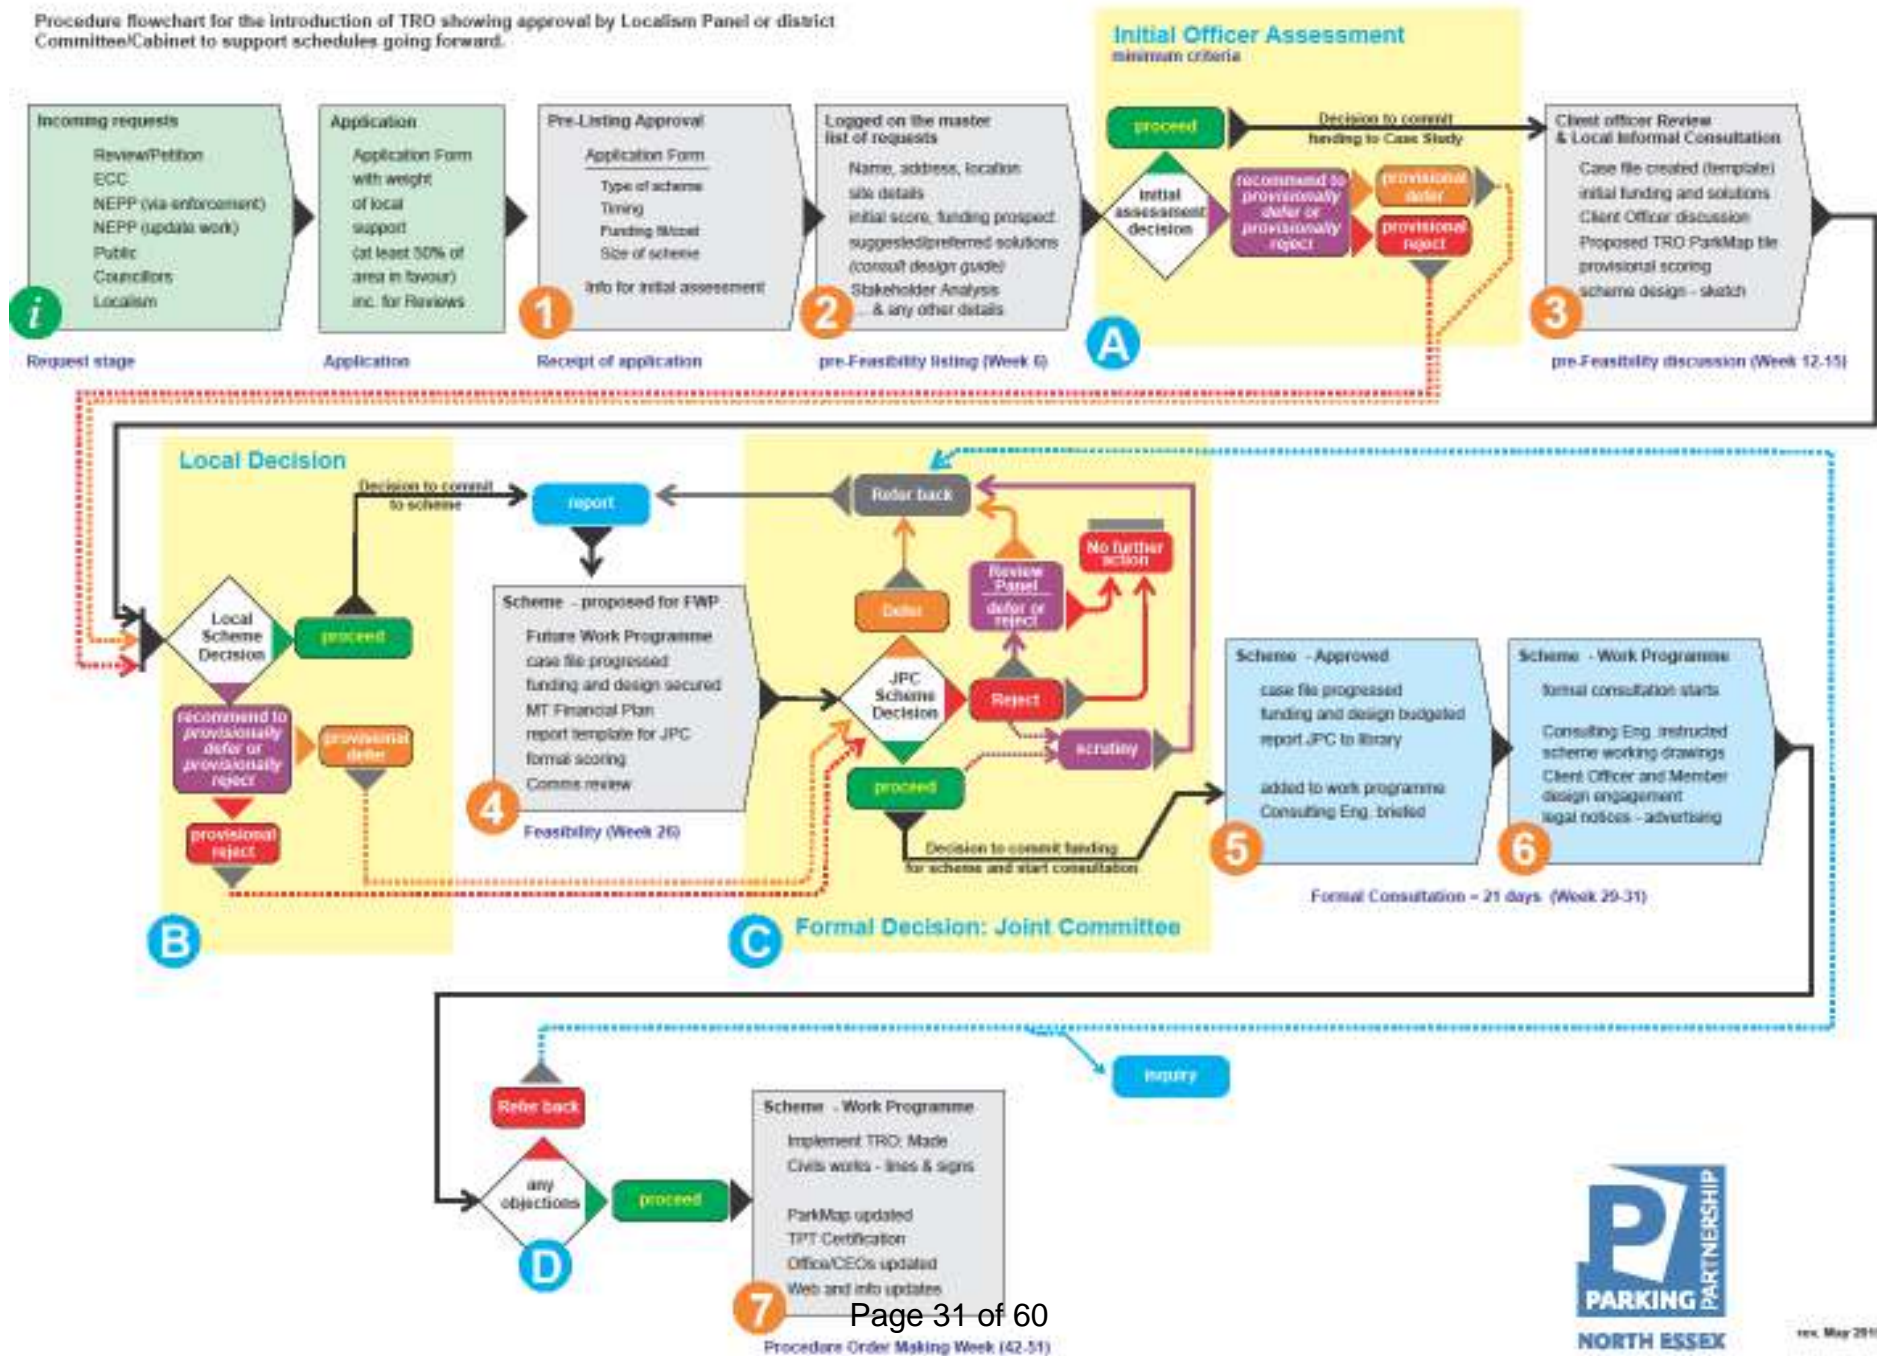 Procedure flowchart for the introduction of TRO showing approval by Localism Panel or district
Committee/Cabinet to support schedules going forward.
Initial Officer Assessment
minimum criteria
Incoming requests
Review/Petition
ECC
NEPP (via enforcement)
NEPP (update work)
Public
Councillors
Localism
i
Request stage
Application
Application Form
with weight
of local
support
(at least 50% of
area in favour)
inc. for Reviews
Application
Pre-Listing Approval
Application Form
Type of scheme
Timing
Funding fit/cost
Size of scheme
Info for initial assessment
1
Receipt of application
Logged on the master
list of requests
Name, address, location
site details
initial score, funding prospect
suggested/preferred solutions
(consult design guide)
Stakeholder Analysis
... & any other details
2
pre-Feasibility listing (Week 6)
proceed
Decision to commit
funding to Case Study
initial
assessment
decision
recommend to
provisionally
defer or
provisionally
reject
provisional
defer
provisional
reject
A
Client officer Review
& Local Informal Consultation
Case file created (template)
initial funding and solutions
Client Officer discussion
Proposed TRO ParkMap tile
provisional scoring
scheme design - sketch
3
pre-Feasibility discussion (Week 12-15)
Local Decision
Decision to commit
to scheme
Local
Scheme
Decision
proceed
recommend to
provisionally
defer or
provisionally
reject
provisional
defer
provisional
reject
B
report
Scheme - proposed for FWP
Future Work Programme
case file progressed
funding and design secured
MT Financial Plan
report template for JPC
formal scoring
Comms review
4
Feasibility (Week 26)
Refer back
No further
action
Review
Panel
defer or
reject
Defer
JPC
Scheme
Decision
Reject
scrutiny
proceed
Decision to commit funding
for scheme and start consultation
C
Formal Decision: Joint Committee
Scheme - Approved
case file progressed
funding and design budgeted
report JPC to library
added to work programme
Consulting Eng. briefed
5
Scheme - Work Programme
formal consultation starts
Consulting Eng. instructed
scheme working drawings
Client Officer and Member
design engagement
legal notices - advertising
6
Formal Consultation – 21 days (Week 29-31)
inquiry
Refer back
any
objections
proceed
D
Scheme - Work Programme
Implement TRO: Made
Civils works - lines & signs
ParkMap updated
TPT Certification
Office/CEOs updated
Web and info updates
7
Page 31 of 60
Procedure Order Making Week (42-51)
P
PARKING
PARTNERSHIP
NORTH ESSEX
rev. May